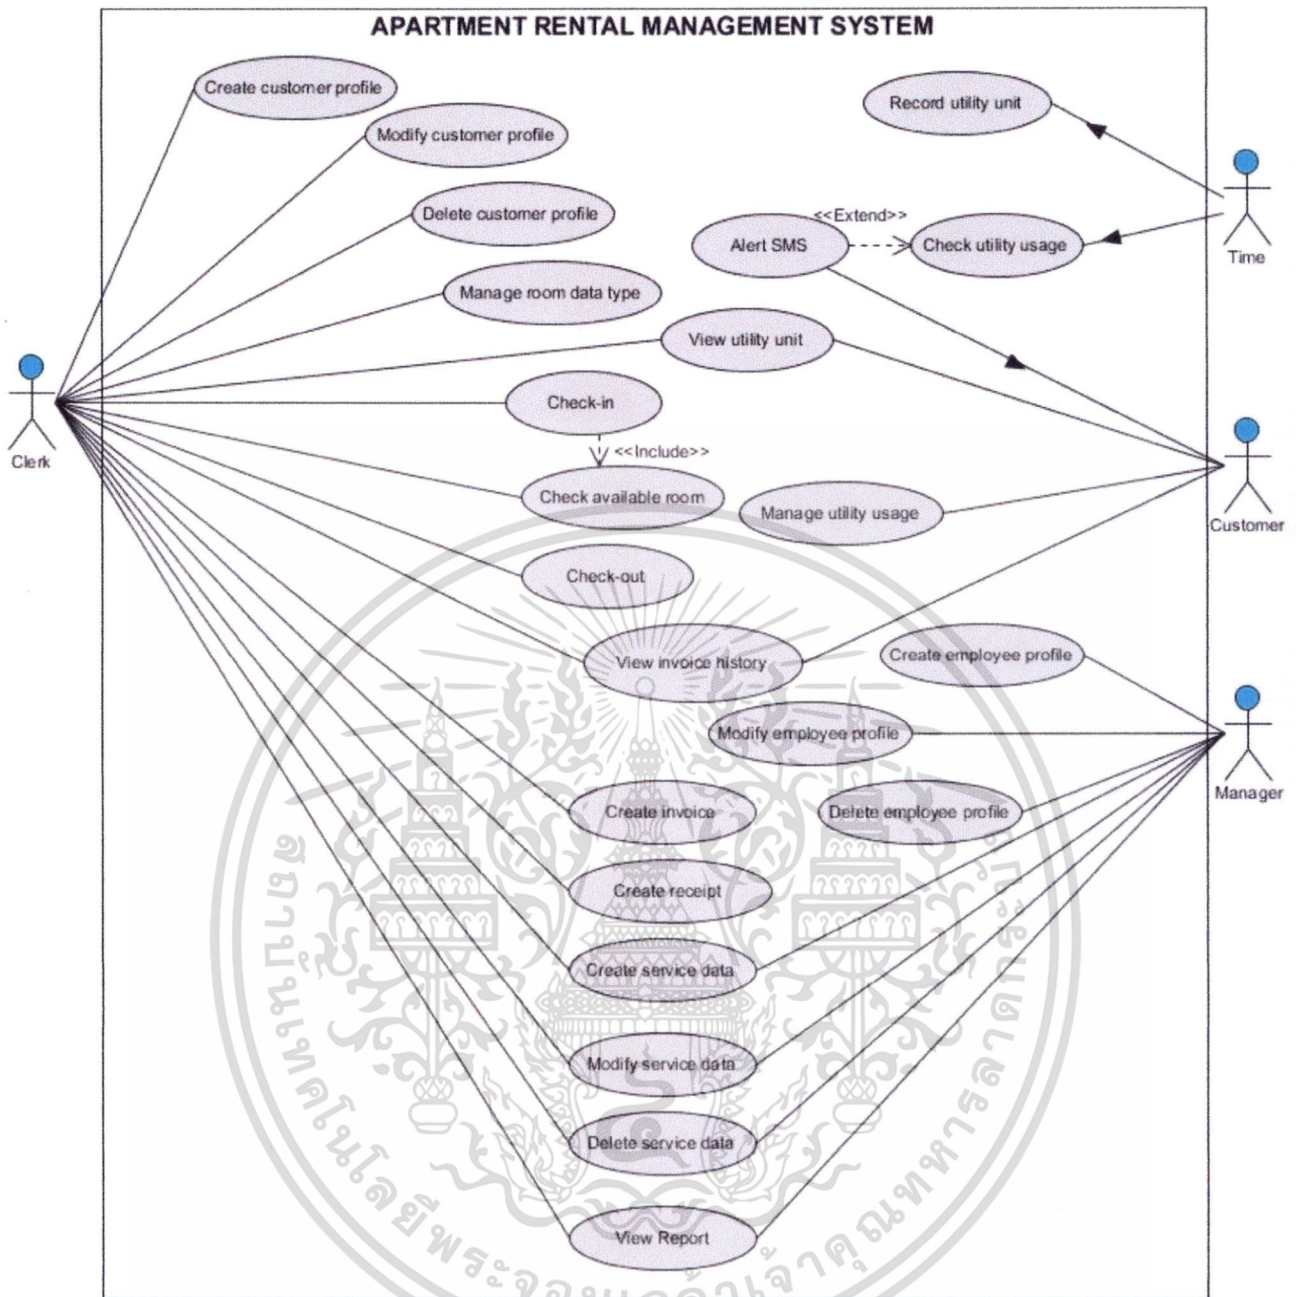 APARTMENT RENTAL MANAGEMENT SYSTEM
Create customer profile
Record utility unit
Modify customer profile
Delete customer profile
<<Extend>>
Alert SMS
Check utility usage
Time
Manage room data type
View utility unit
Check-in
<<Include>>
Clerk
Check available room
Manage utility usage
Customer
Check-out
View invoice history
Create employee profile
Modify employee profile
Manager
Create invoice
Delete employee profile
Create receipt
Create service data
Modify service data
Delete service data
View Report